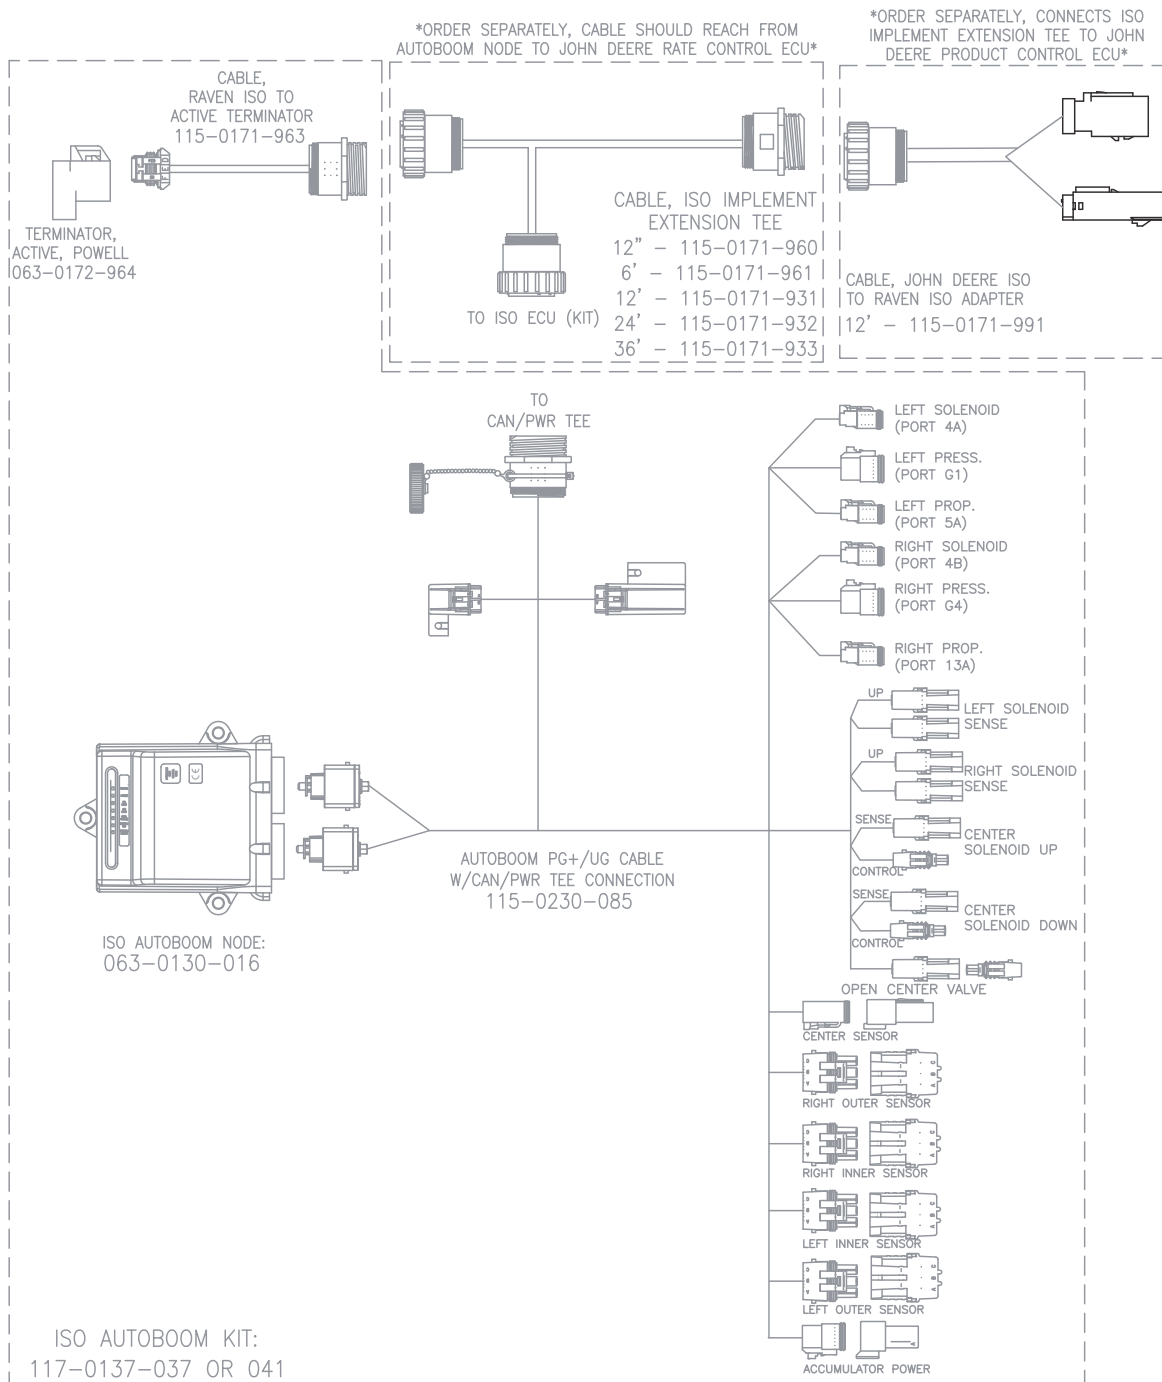 *ORDER SEPARATELY, CABLE SHOULD REACH FROM
AUTOBOOM NODE TO JOHN DEERE RATE CONTROL ECU*
*ORDER SEPARATELY, CONNECTS ISO
IMPLEMENT EXTENSION TEE TO JOHN
DEERE PRODUCT CONTROL ECU*
CABLE,
RAVEN ISO TO
ACTIVE TERMINATOR
115-0171-963
TERMINATOR,
ACTIVE, POWELL
063-0172-964
CABLE, ISO IMPLEMENT
EXTENSION TEE
12" - 115-0171-960
6' - 115-0171-961
12' - 115-0171-931
24' - 115-0171-932
36' - 115-0171-933
TO ISO ECU (KIT)
CABLE, JOHN DEERE ISO
TO RAVEN ISO ADAPTER
12' - 115-0171-991
TO
CAN/PWR TEE
LEFT SOLENOID
(PORT 4A)
LEFT PRESS.
(PORT G1)
LEFT PROP.
(PORT 5A)
RIGHT SOLENOID
(PORT 4B)
RIGHT PRESS.
(PORT G4)
RIGHT PROP.
(PORT 13A)
UP
LEFT SOLENOID
SENSE
UP
RIGHT SOLENOID
SENSE
SENSE
CENTER
SOLENOID UP
CONTROL
SENSE
CENTER
SOLENOID DOWN
CONTROL
OPEN CENTER VALVE
CE
AUTOBOOM PG+/UG CABLE
W/CAN/PWR TEE CONNECTION
115-0230-085
ISO AUTOBOOM NODE:
063-0130-016
CENTER SENSOR
C
B
A
A B C
RIGHT OUTER SENSOR
C
B
A
A B C
RIGHT INNER SENSOR
C
B
A
A B C
LEFT INNER SENSOR
C
B
A
A B C
LEFT OUTER SENSOR
A
ACCUMULATOR POWER
ISO AUTOBOOM KIT:
117-0137-037 OR 041